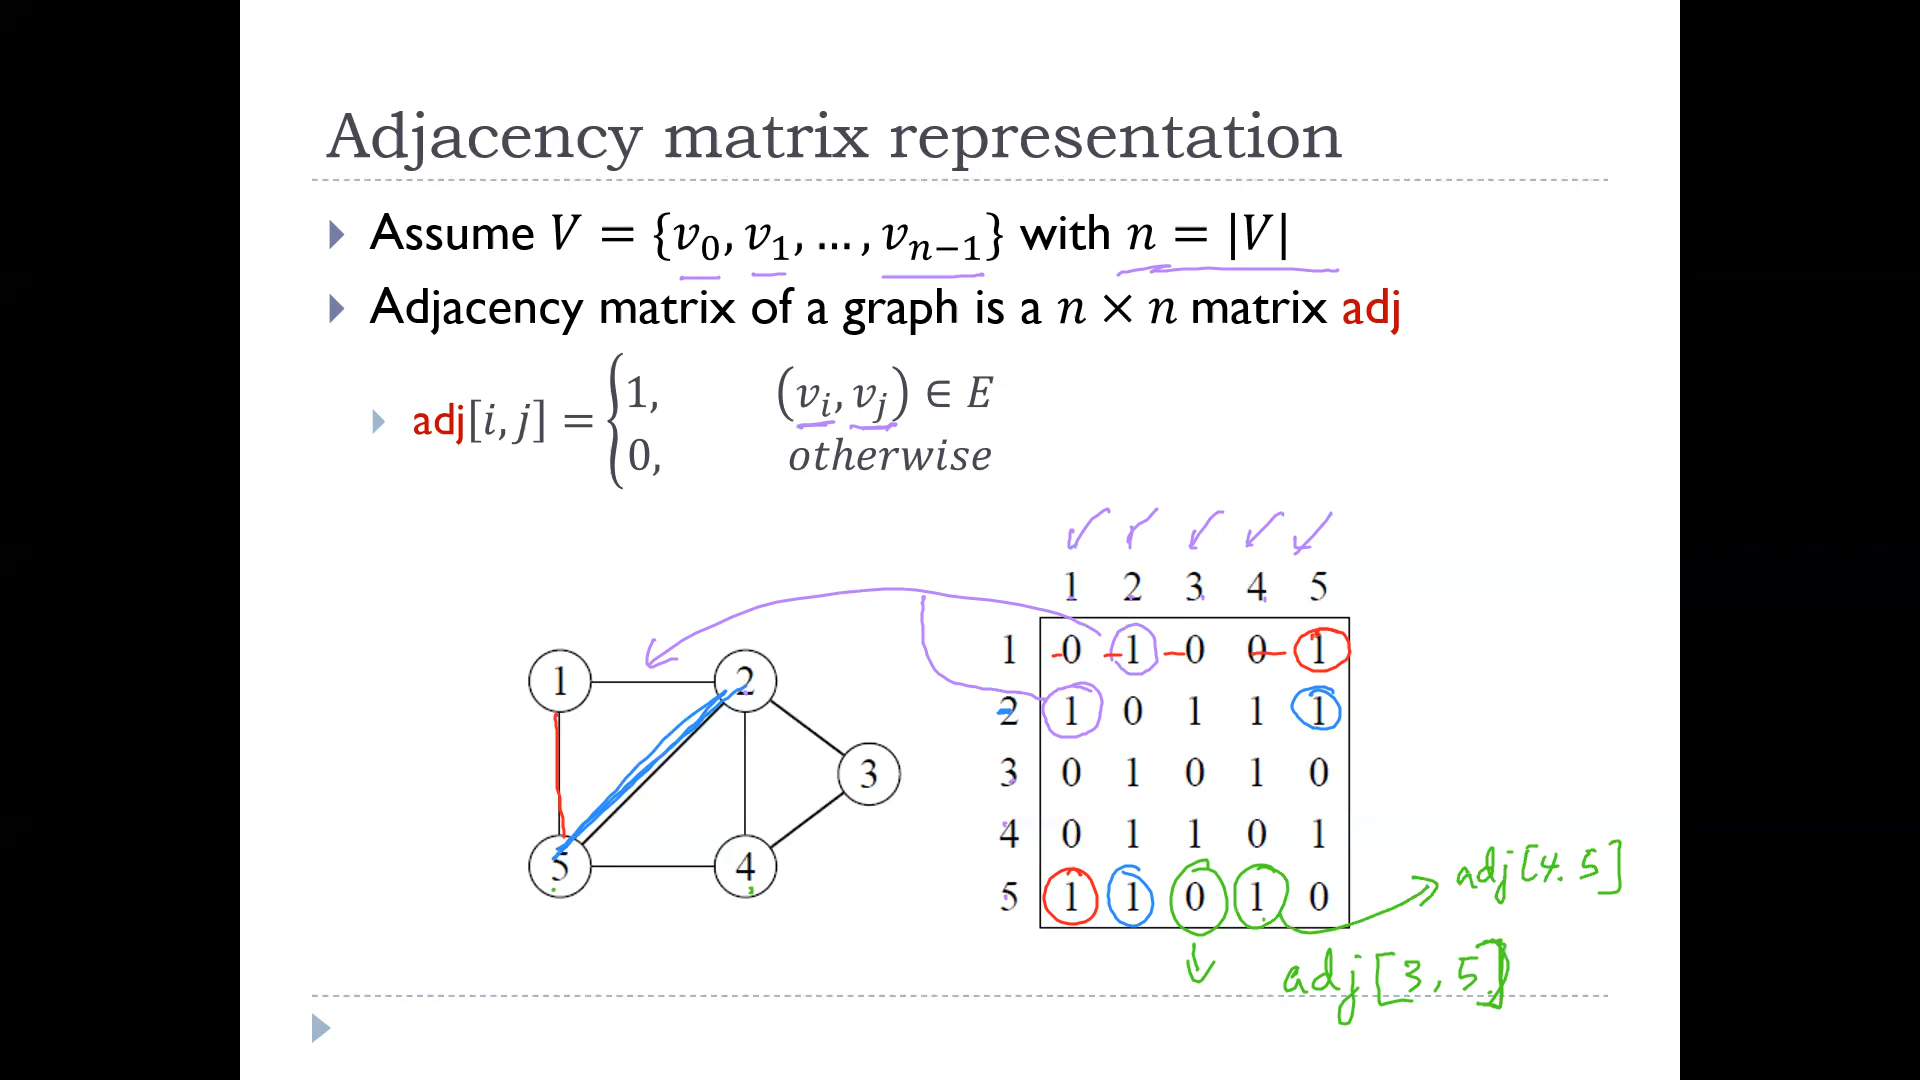 Adjacency matrix representation
Assume V = {v₀, v₁, ... , vₙ₋₁} with n = |V|
Adjacency matrix of a graph is a n × n matrix adj
adj[i, j] = {1, (vᵢ, vⱼ) ∈ E
0, otherwise
1 2 3 4 5
1 0 1 0 0 1
2 1 0 1 1 1
3 0 1 0 1 0
4 0 1 1 0 1
5 1 1 0 1 0
1 2
3
5 4
adj[4.5]
adj[3,5]